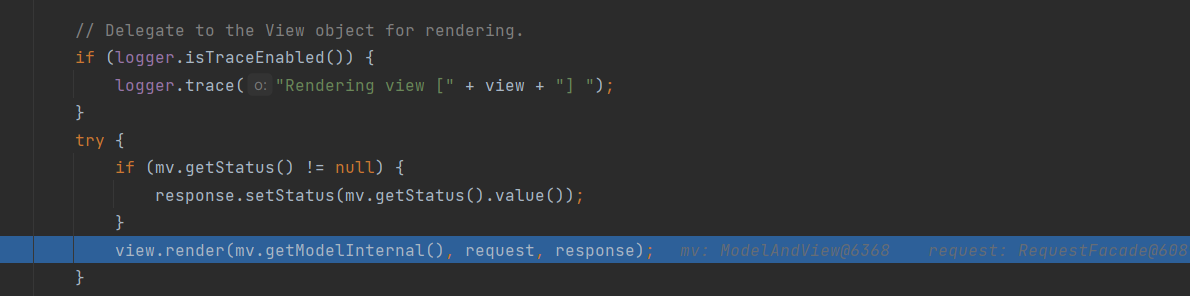 // Delegate to the View object for rendering.
if (logger.isTraceEnabled()) {
logger.trace( o: "Rendering view [" + view + "] ");
}
try {
if (mv.getStatus() != null) {
response.setStatus(mv.getStatus().value());
}
view.render(mv.getModelInternal(), request, response); mv: ModelAndView@6368 request: RequestFacade@608
}